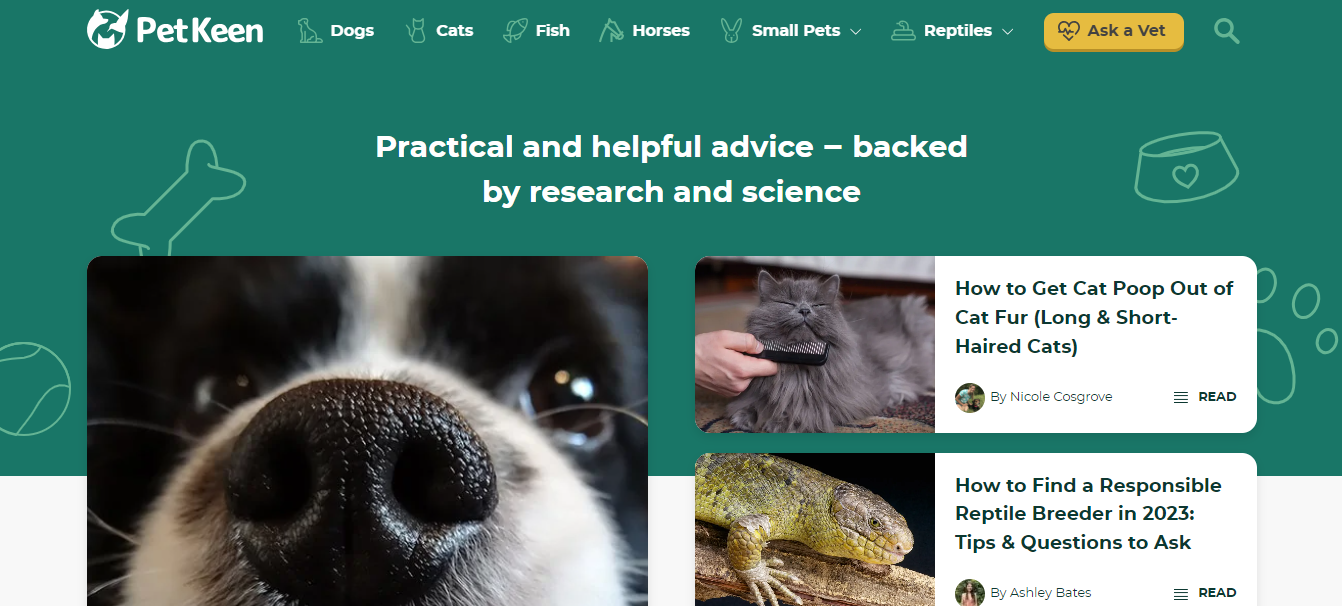 PetKeen
Dogs
Cats
Fish
Horses
Small Pets
Reptiles
Ask a Vet
Practical and helpful advice – backed
by research and science
How to Get Cat Poop Out of
Cat Fur (Long & Short-
Haired Cats)
By Nicole Cosgrove
READ
How to Find a Responsible
Reptile Breeder in 2023:
Tips & Questions to Ask
By Ashley Bates
READ